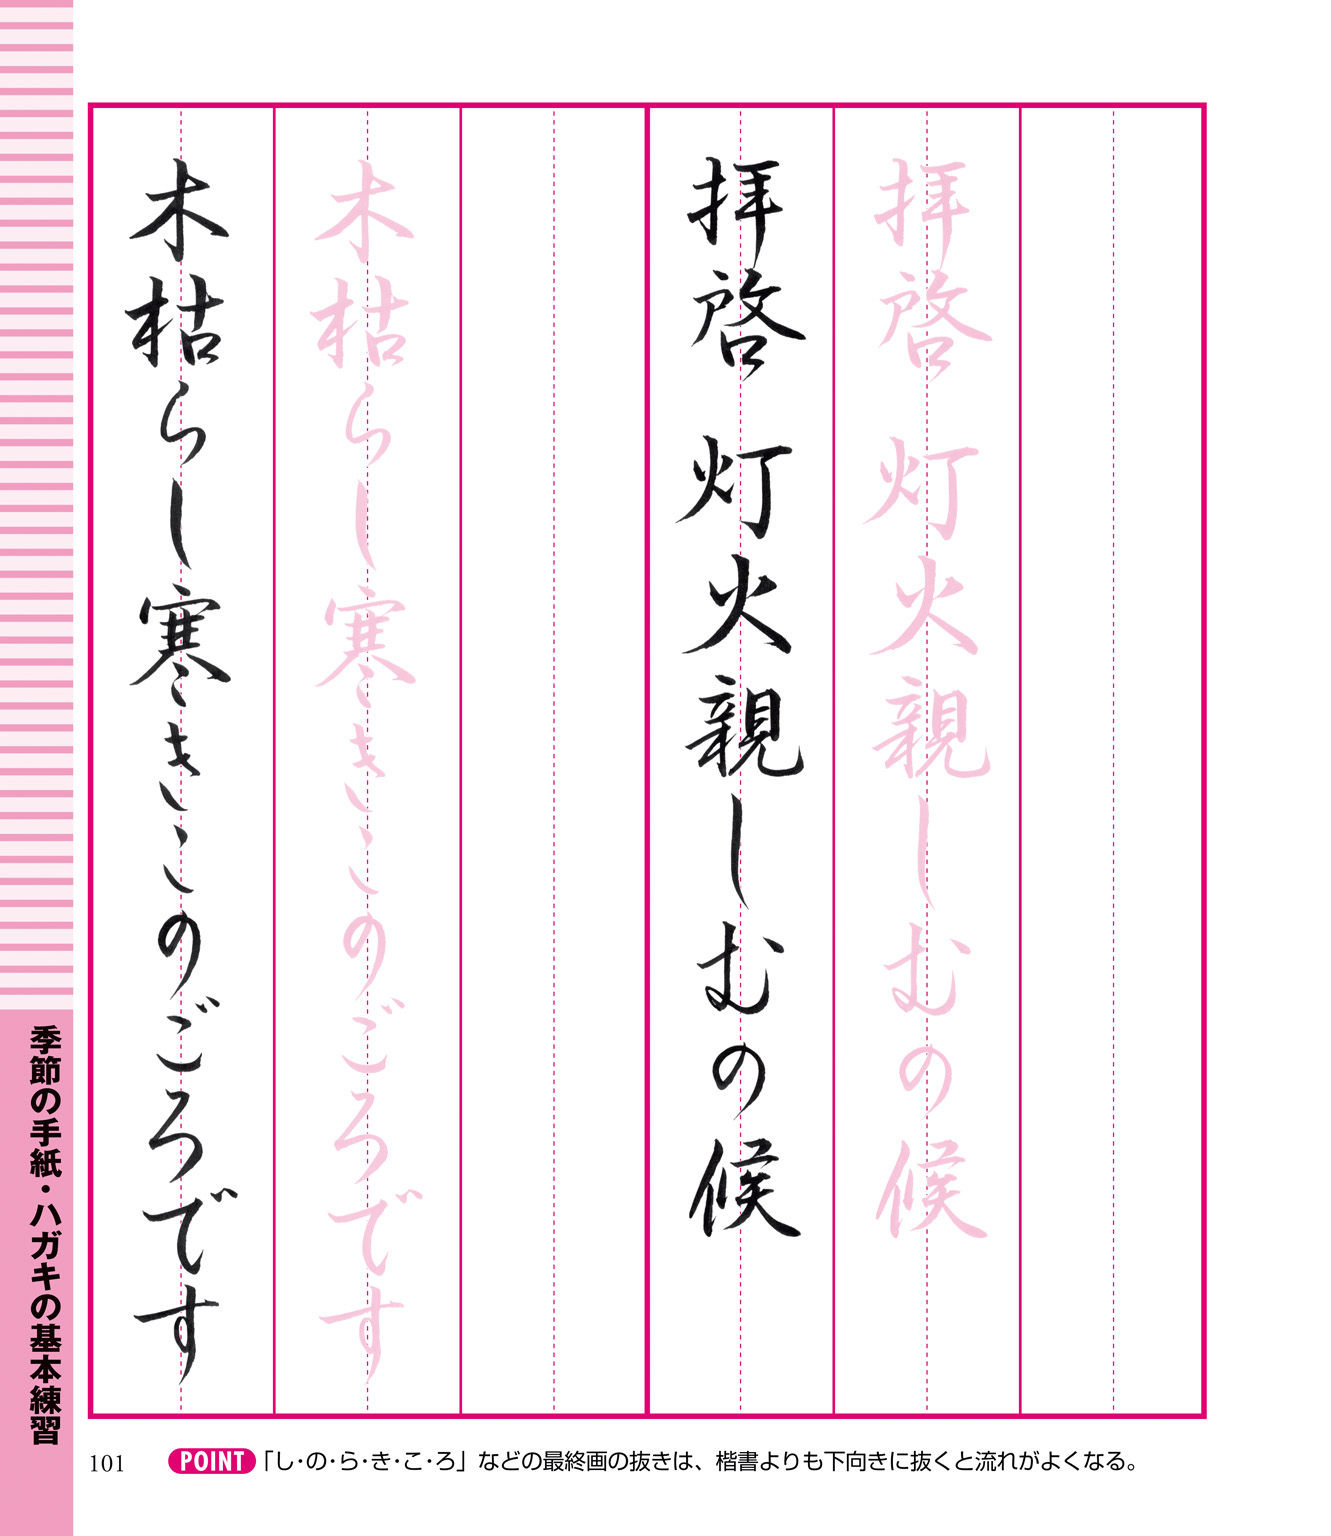 拝啓 灯火親しむの候
拝啓 灯火親しむの候
木枯らし寒きこのごろです
木枯らし寒きこのごろです
季節の手紙・ハガキの基本練習
101
POINT 「し・の・ら・き・こ・ろ」などの最終画の抜きは、楷書よりも下向きに抜くと流れがよくなる。